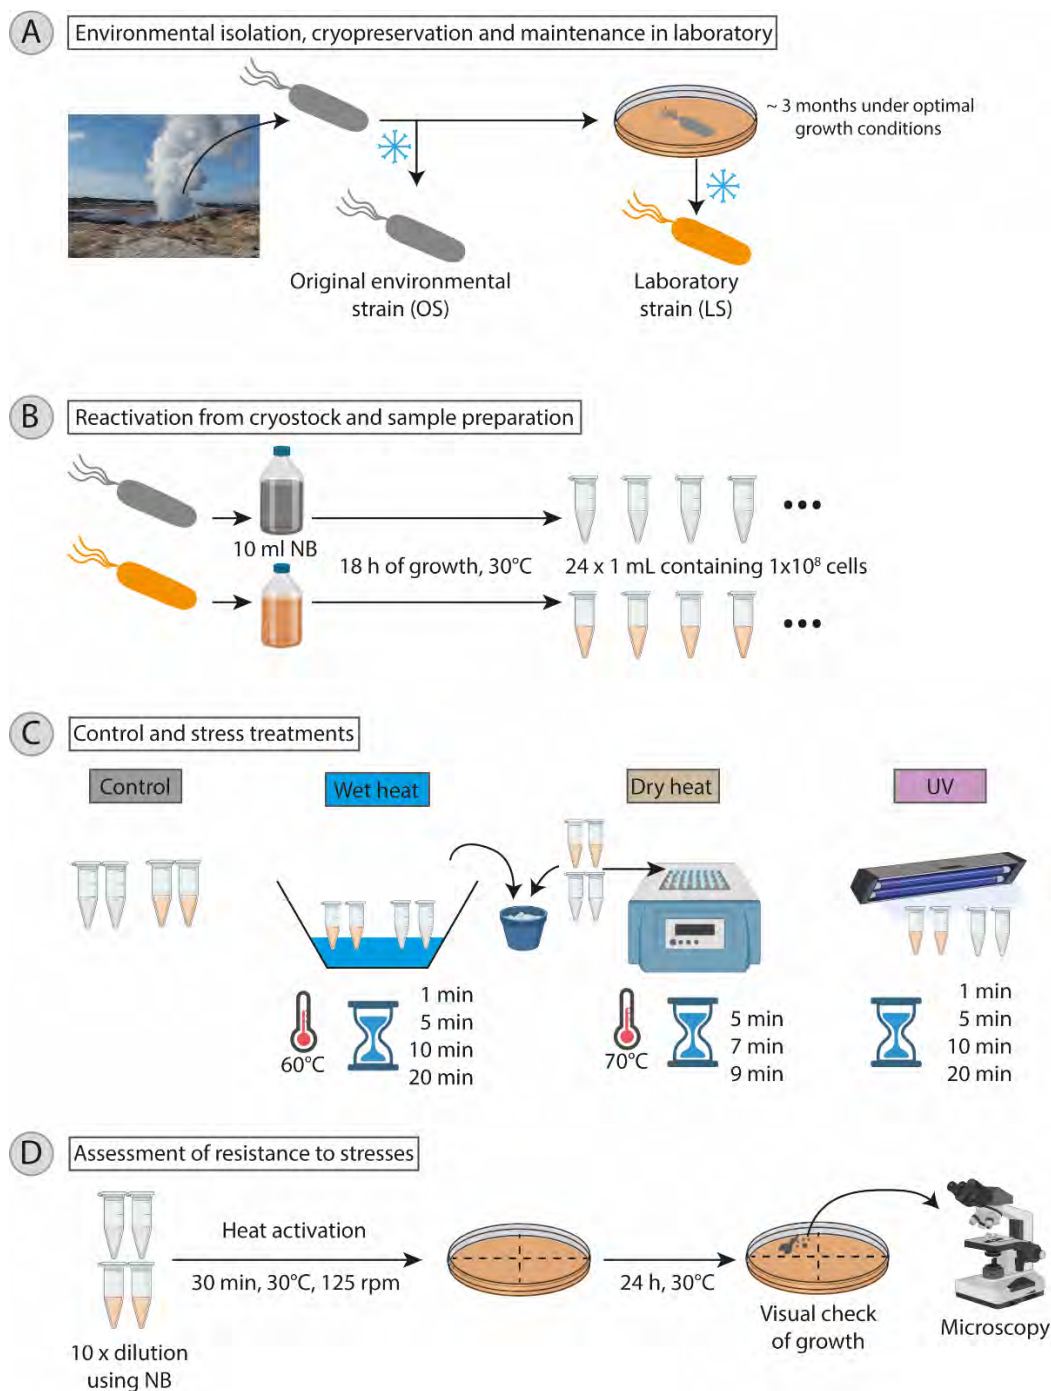 A
Environmental isolation, cryopreservation and maintenance in laboratory
~ 3 months under optimal
growth conditions
Original environmental
strain (OS)
Laboratory
strain (LS)
B
Reactivation from cryostock and sample preparation
10 ml NB
18 h of growth, 30°C
24 x 1 mL containing 1x10⁸ cells
C
Control and stress treatments
Control
Wet heat
Dry heat
UV
60°C
1 min
5 min
10 min
20 min
70°C
5 min
7 min
9 min
1 min
5 min
10 min
20 min
D
Assessment of resistance to stresses
Heat activation
30 min, 30°C, 125 rpm
10 x dilution
using NB
24 h, 30°C
Visual check
of growth
Microscopy